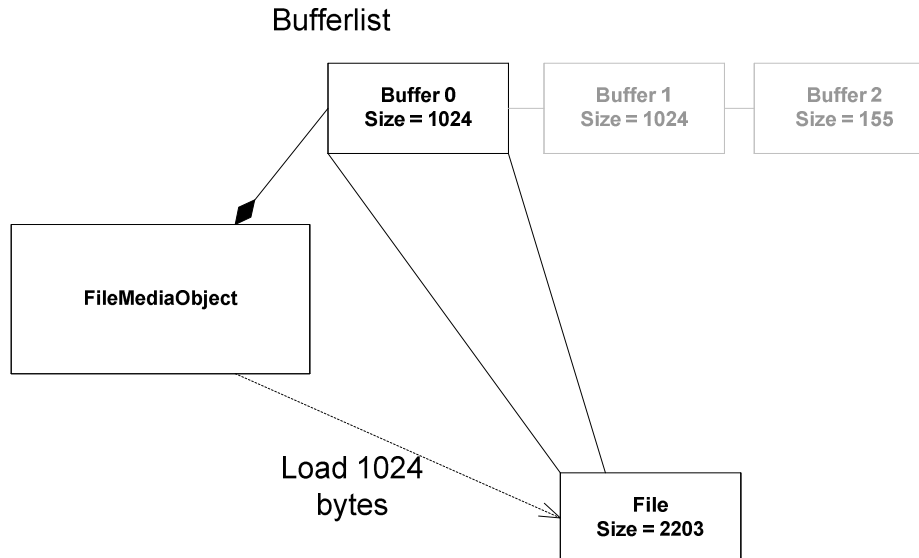 Bufferlist
Buffer 0
Size = 1024
Buffer 1
Size = 1024
Buffer 2
Size = 155
FileMediaObject
Load 1024
bytes
File
Size = 2203